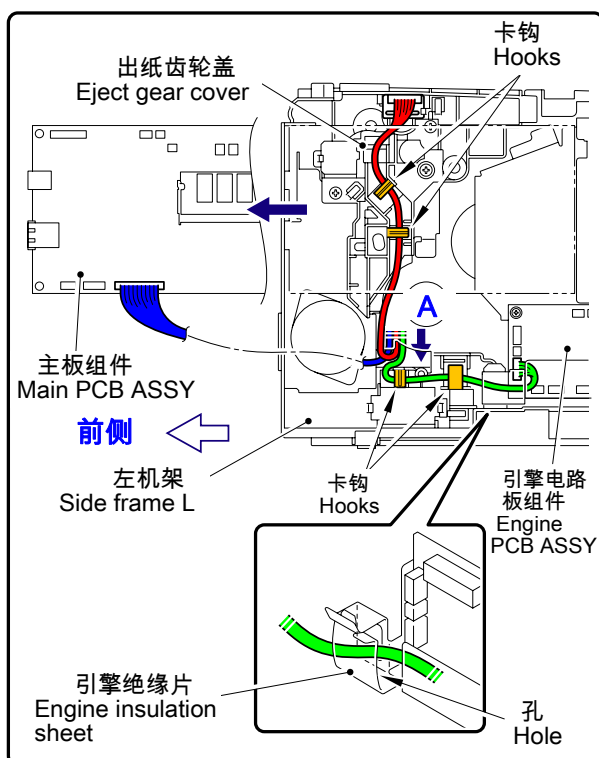 卡钩
Hooks
出纸齿轮盖
Eject gear cover
A
主板组件
Main PCB ASSY
前侧
左机架
Side frame L
卡钩
Hooks
引擎电路
板组件
Engine
PCB ASSY
引擎绝缘片
Engine insulation
sheet
孔
Hole